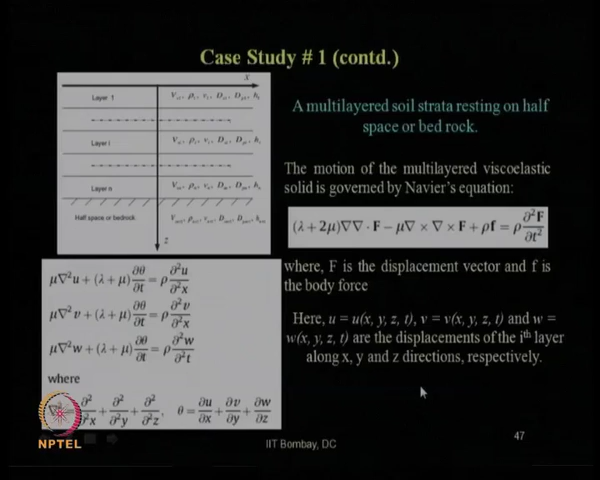 Case Study # 1 (contd.)
x
Layer 1
Layer i
Layer n
Half space or bedrock
z
A multilayered soil strata resting on half
space or bed rock.
The motion of the multilayered viscoelastic
solid is governed by Navier's equation:
(λ + 2μ)∇∇ · F − μ∇ × ∇ × F + ρf = ρ ∂²F/∂t²
where, F is the displacement vector and f is
the body force
Here, u = u(x, y, z, t), v = v(x, y, z, t) and w =
w(x, y, z, t) are the displacements of the iᵗʰ layer
along x, y and z directions, respectively.
μ∇²u + (λ + μ) ∂θ/∂t = ρ ∂²u/∂²x
μ∇²v + (λ + μ) ∂θ/∂t = ρ ∂²v/∂²x
μ∇²w + (λ + μ) ∂θ/∂t = ρ ∂²w/∂²t
where
∇² = ∂²/∂²x + ∂²/∂²y + ∂²/∂²z, θ = ∂u/∂x + ∂v/∂y + ∂w/∂z
NPTEL
IIT Bombay, DC
47